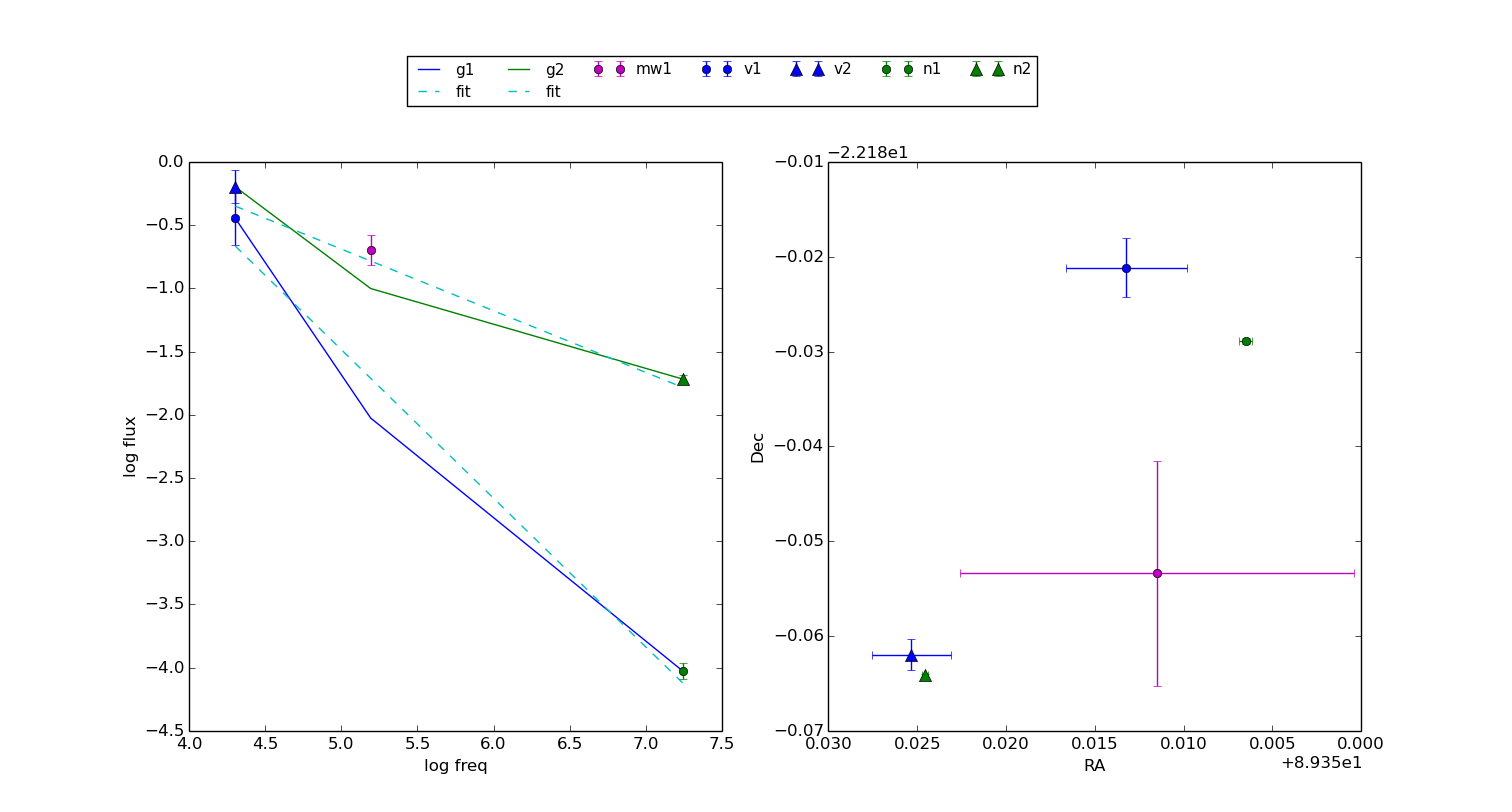 g1 g2 mw1 v1 v2 n1 n2
fit fit
0.0
−0.5
−1.0
−1.5
−2.0
−2.5
−3.0
−3.5
−4.0
−4.5
log flux
4.0 4.5 5.0 5.5 6.0 6.5 7.0 7.5
log freq
−2.218e1
−0.01
−0.02
−0.03
−0.04
−0.05
−0.06
−0.07
Dec
0.030 0.025 0.020 0.015 0.010 0.005 0.000
+8.935e1
RA